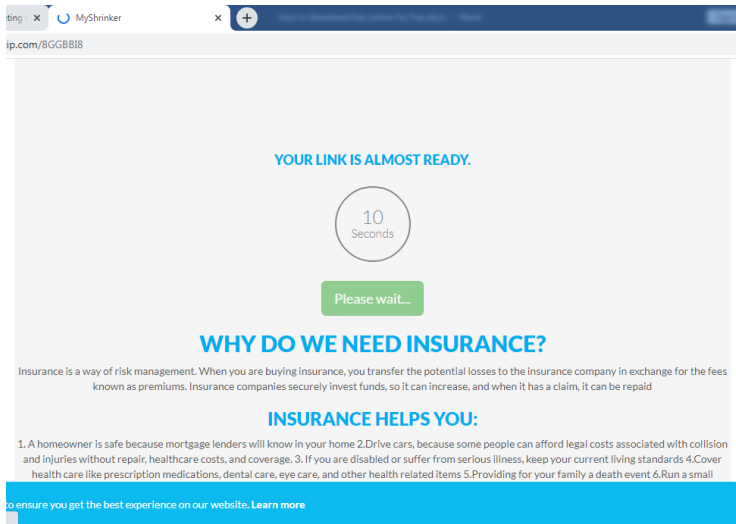 eting
MyShrinker
ip.com/8GGBBI8
YOUR LINK IS ALMOST READY.
10
Seconds
Please wait...
WHY DO WE NEED INSURANCE?
Insurance is a way of risk management. When you are buying insurance, you transfer the potential losses to the insurance company in exchange for the fees
known as premiums. Insurance companies securely invest funds, so it can increase, and when it has a claim, it can be repaid
INSURANCE HELPS YOU:
1. A homeowner is safe because mortgage lenders will know in your home 2.Drive cars, because some people can afford legal costs associated with collision
and injuries without repair, healthcare costs, and coverage. 3. If you are disabled or suffer from serious illness, keep your current living standards 4.Cover
health care like prescription medications, dental care, eye care, and other health related items 5.Providing for your family a death event 6.Run a small
to ensure you get the best experience on our website. Learn more